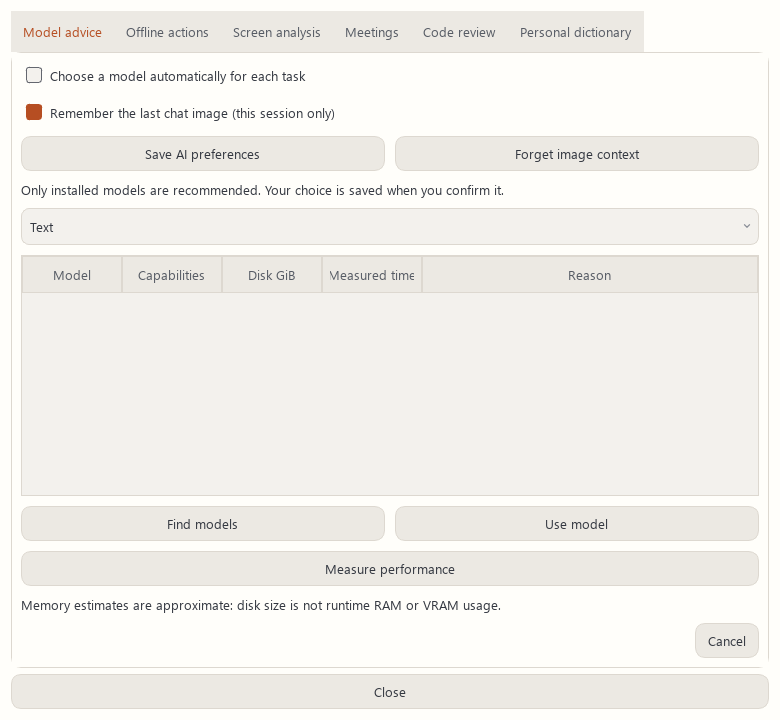 Model advice Offline actions Screen analysis Meetings Code review Personal dictionary
Choose a model automatically for each task
Remember the last chat image (this session only)
Save AI preferences Forget image context
Only installed models are recommended. Your choice is saved when you confirm it.
Text
Model Capabilities Disk GiB Measured time Reason
Find models Use model
Measure performance
Memory estimates are approximate: disk size is not runtime RAM or VRAM usage.
Cancel
Close